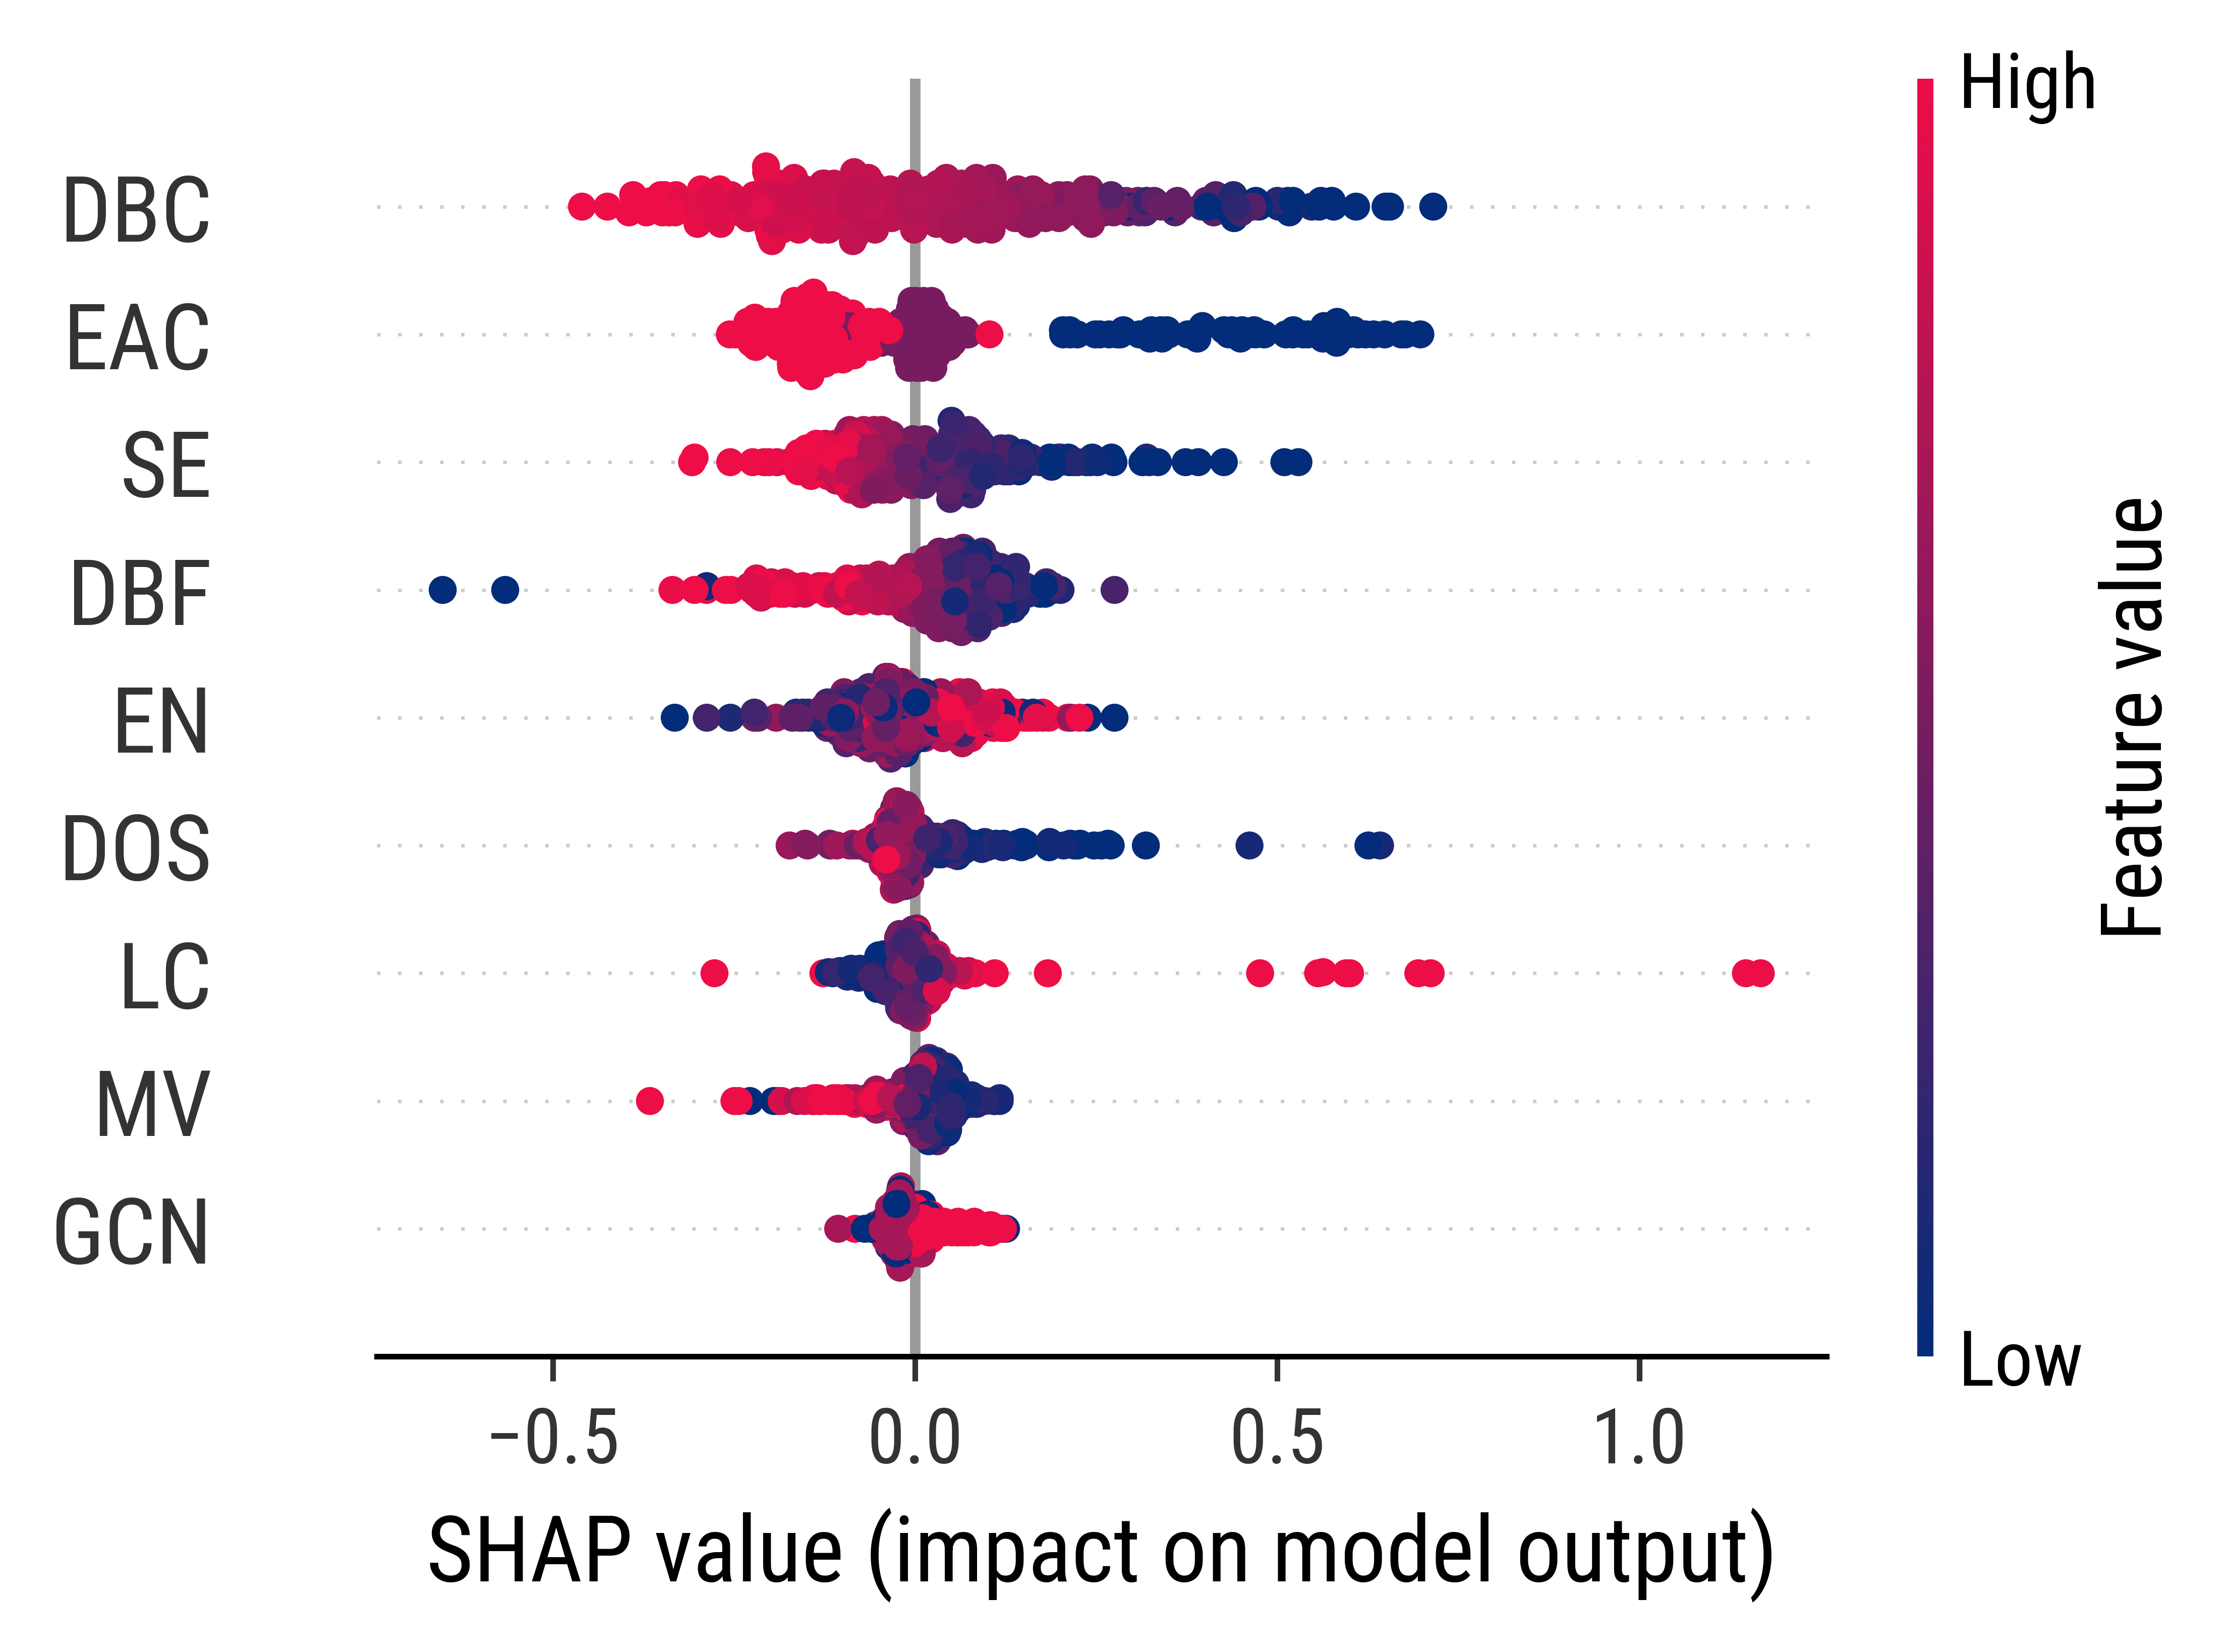 High
DBC
EAC
SE
DBF
EN
DOS
LC
MV
GCN
Feature value
Low
−0.5 0.0 0.5 1.0
SHAP value (impact on model output)